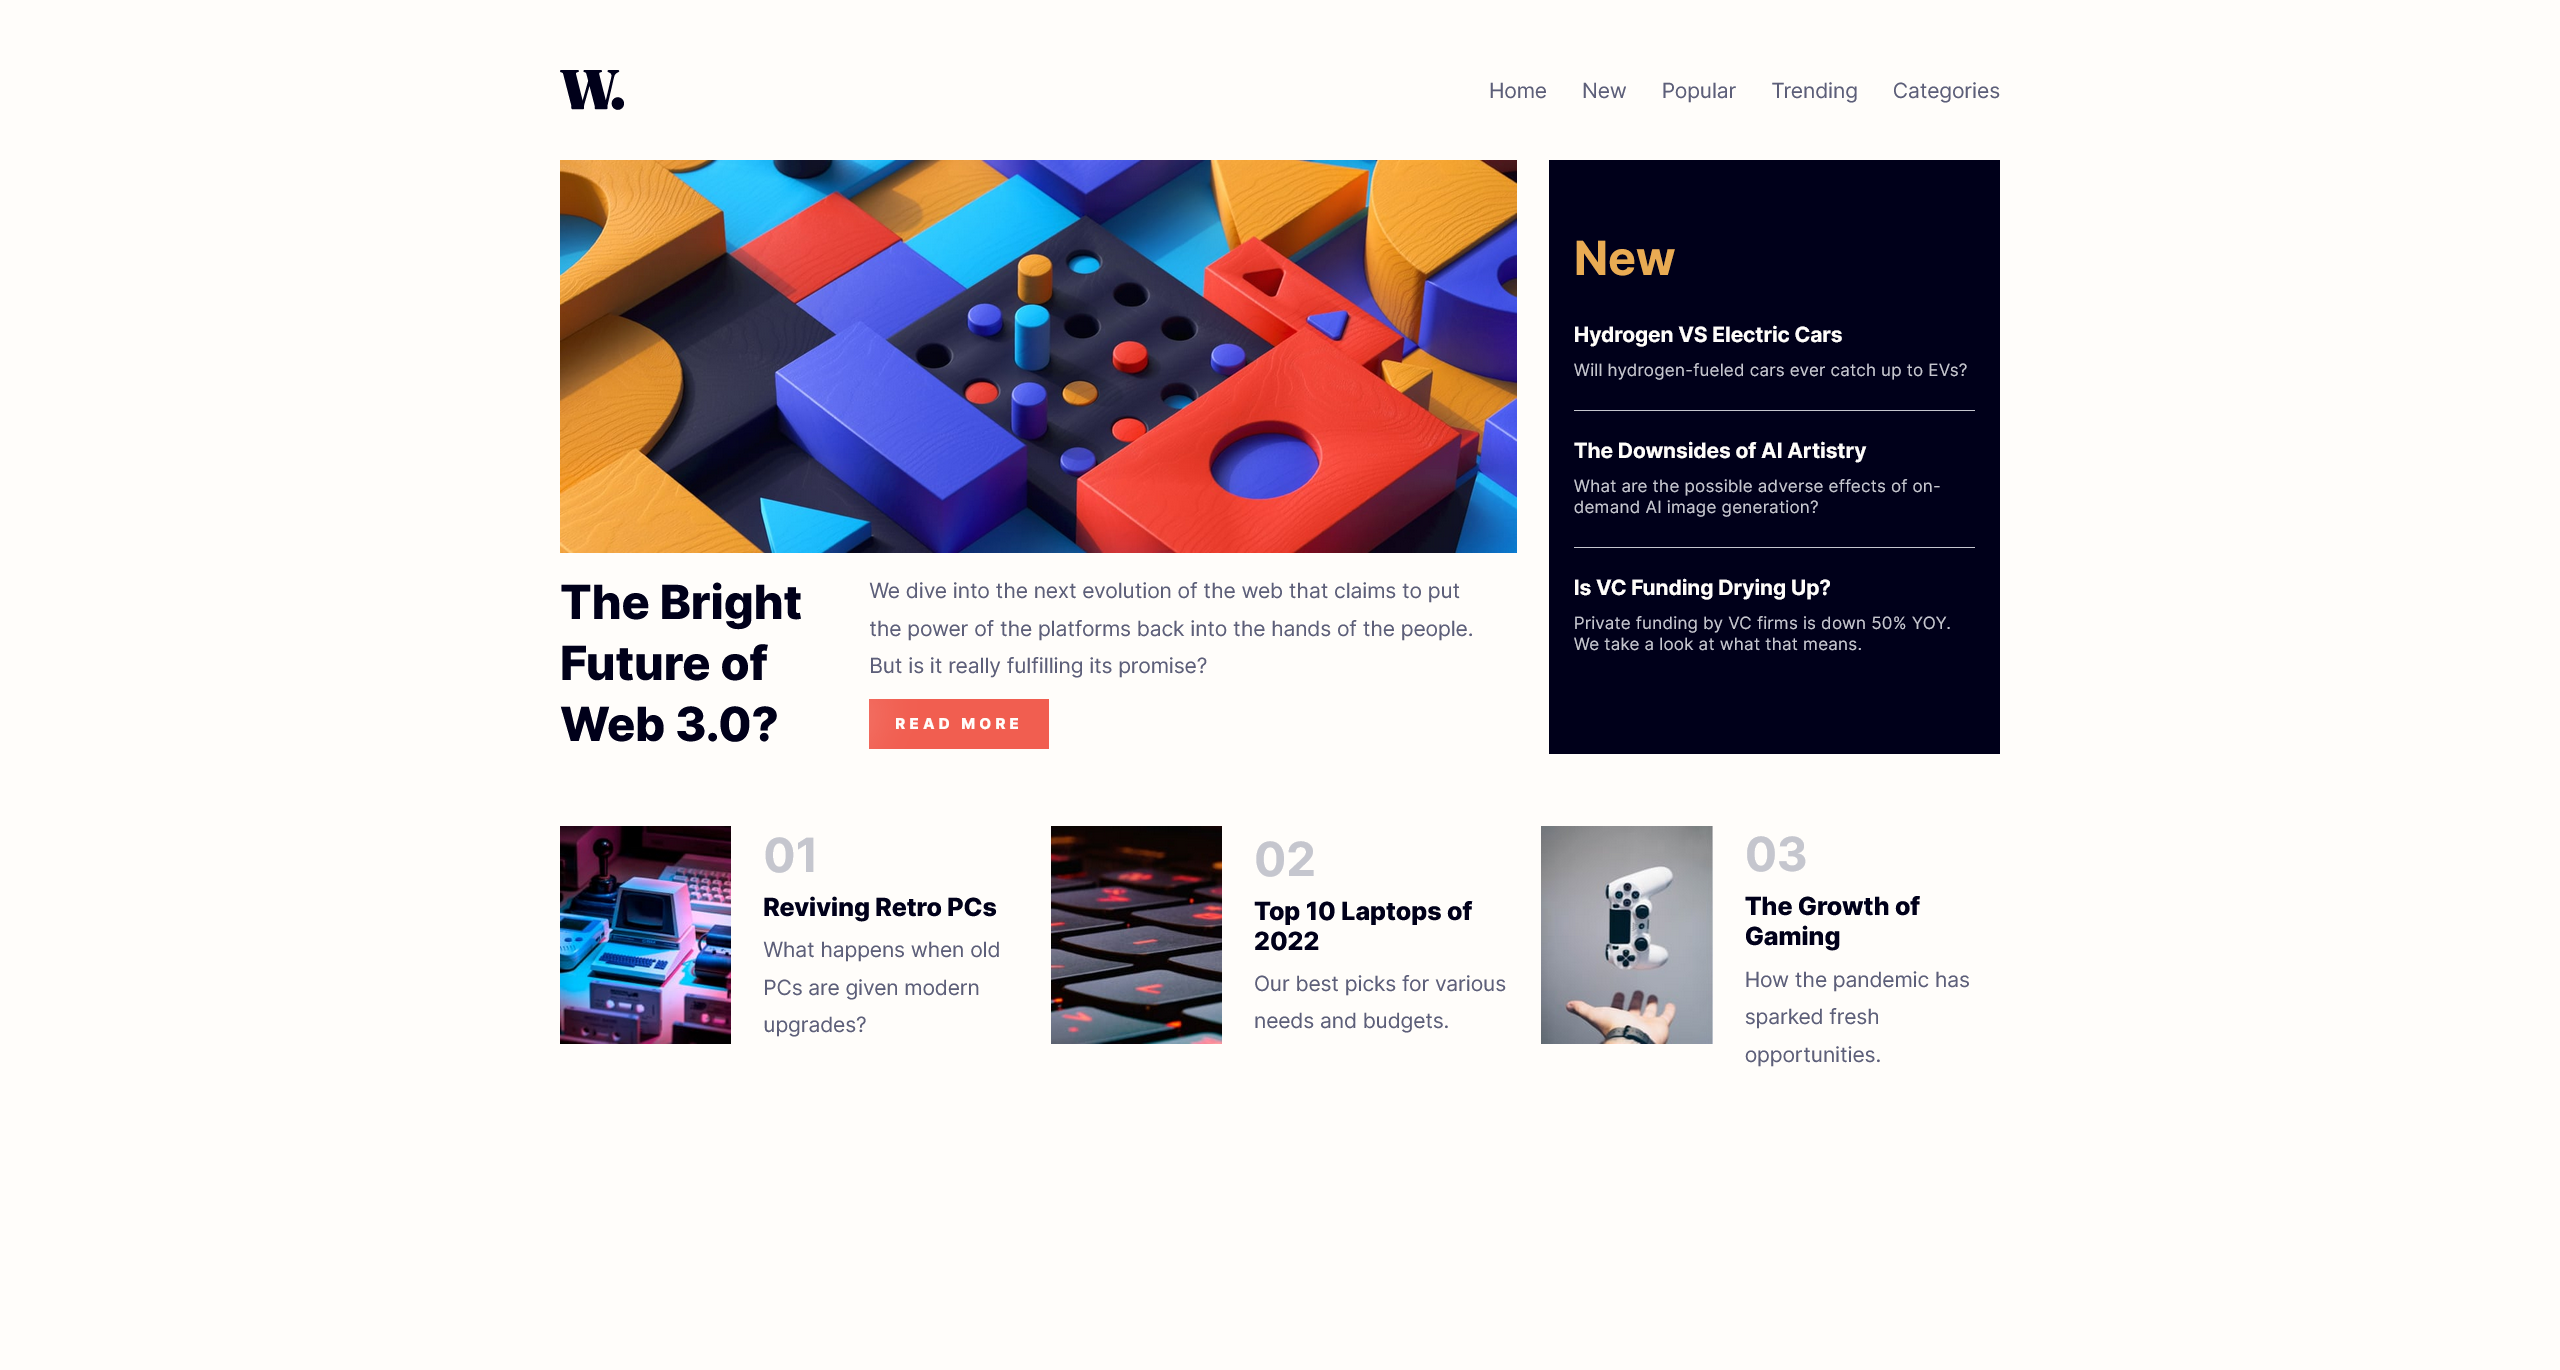 W.
Home New Popular Trending Categories
New
Hydrogen VS Electric Cars
Will hydrogen-fueled cars ever catch up to EVs?
The Downsides of AI Artistry
What are the possible adverse effects of on-
demand AI image generation?
Is VC Funding Drying Up?
Private funding by VC firms is down 50% YOY.
We take a look at what that means.
The Bright
Future of
Web 3.0?
We dive into the next evolution of the web that claims to put
the power of the platforms back into the hands of the people.
But is it really fulfilling its promise?
READ MORE
01
Reviving Retro PCs
What happens when old
PCs are given modern
upgrades?
02
Top 10 Laptops of
2022
Our best picks for various
needs and budgets.
03
The Growth of
Gaming
How the pandemic has
sparked fresh
opportunities.